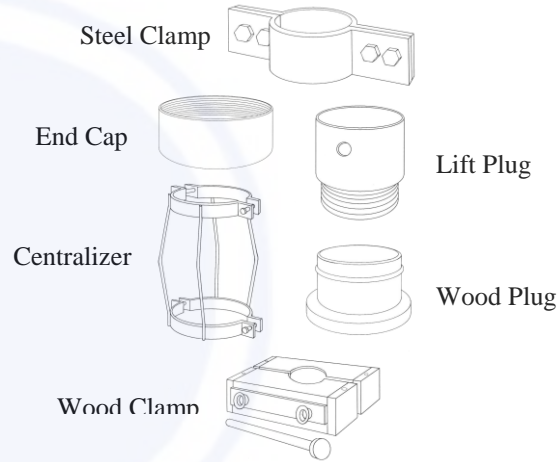 Steel Clamp
End Cap
Lift Plug
Centralizer
Wood Plug
Wood Clamp